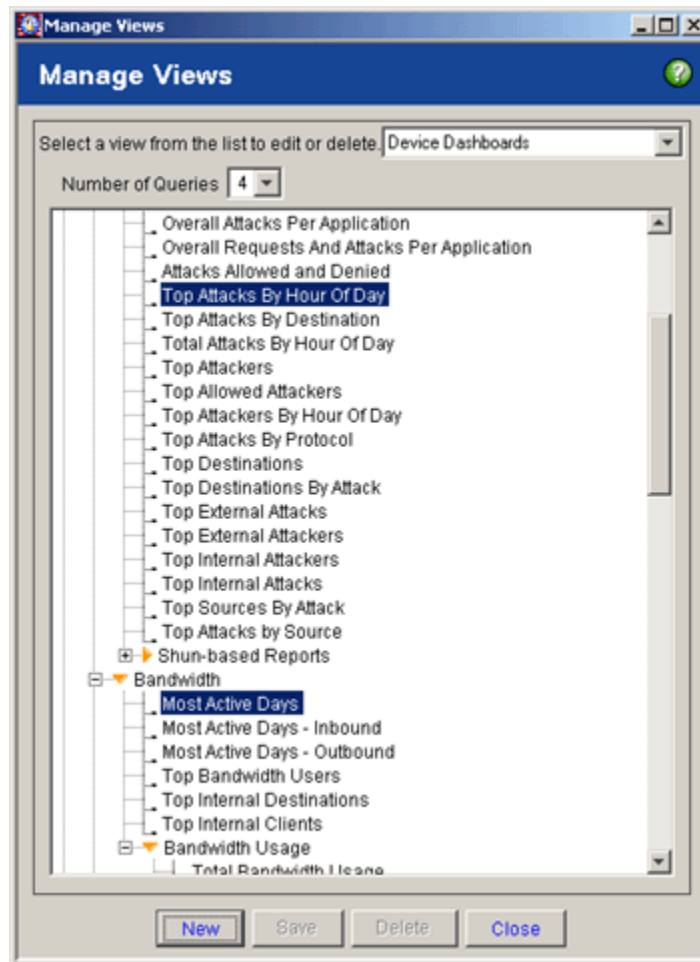 Manage Views
Manage Views
?
Select a view from the list to edit or delete. Device Dashboards
Number of Queries 4
Overall Attacks Per Application
Overall Requests And Attacks Per Application
Attacks Allowed and Denied
Top Attacks By Hour Of Day
Top Attacks By Destination
Total Attacks By Hour Of Day
Top Attackers
Top Allowed Attackers
Top Attackers By Hour Of Day
Top Attacks By Protocol
Top Destinations
Top Destinations By Attack
Top External Attacks
Top External Attackers
Top Internal Attackers
Top Internal Attacks
Top Sources By Attack
Top Attacks by Source
Shun-based Reports
Bandwidth
Most Active Days
Most Active Days - Inbound
Most Active Days - Outbound
Top Bandwidth Users
Top Internal Destinations
Top Internal Clients
Bandwidth Usage
Total Bandwidth Usage
New Save Delete Close